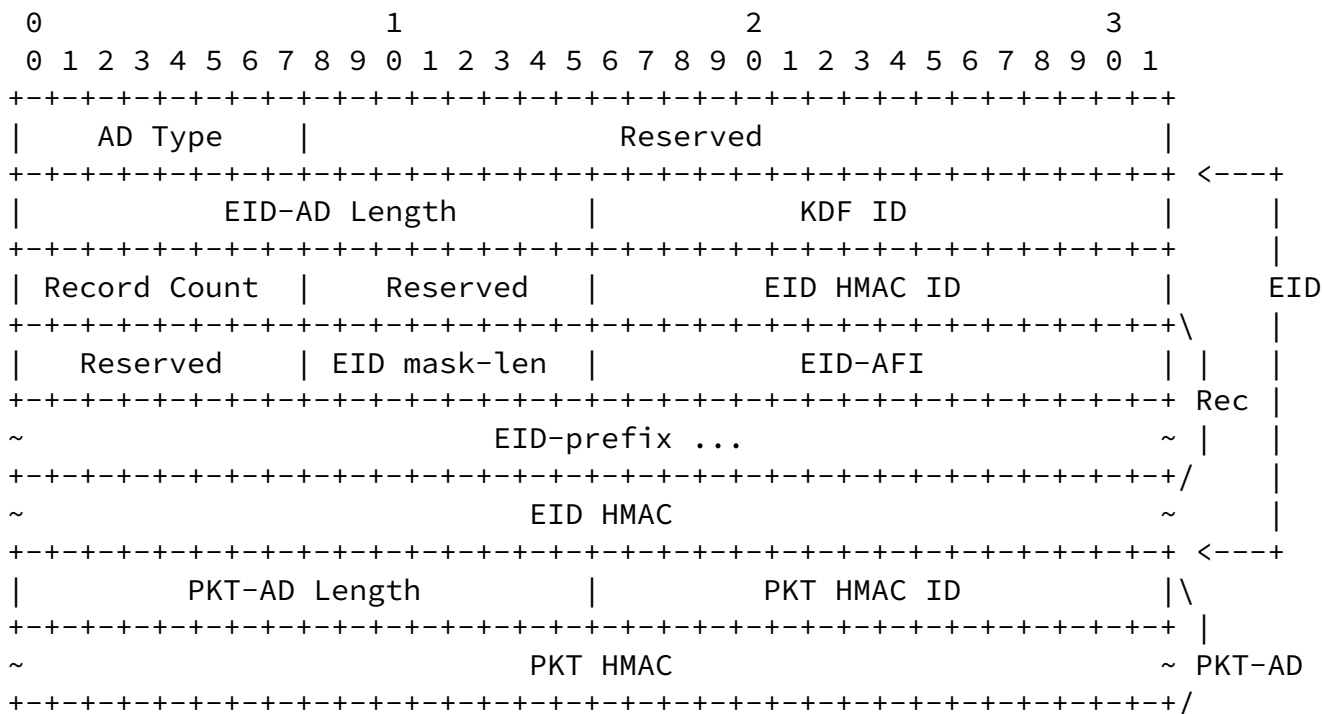 0                   1                   2                   3
 0 1 2 3 4 5 6 7 8 9 0 1 2 3 4 5 6 7 8 9 0 1 2 3 4 5 6 7 8 9 0 1
+-+-+-+-+-+-+-+-+-+-+-+-+-+-+-+-+-+-+-+-+-+-+-+-+-+-+-+-+-+-+-+-+
|    AD Type    |                 Reserved                      |
+-+-+-+-+-+-+-+-+-+-+-+-+-+-+-+-+-+-+-+-+-+-+-+-+-+-+-+-+-+-+-+-+ <---+
|           EID-AD Length       |           KDF ID              |     |
+-+-+-+-+-+-+-+-+-+-+-+-+-+-+-+-+-+-+-+-+-+-+-+-+-+-+-+-+-+-+-+-+     |
| Record Count  |    Reserved   |         EID HMAC ID           |     EID
+-+-+-+-+-+-+-+-+-+-+-+-+-+-+-+-+-+-+-+-+-+-+-+-+-+-+-+-+-+-+-+-+\    |
|   Reserved    | EID mask-len  |           EID-AFI             | |   |
+-+-+-+-+-+-+-+-+-+-+-+-+-+-+-+-+-+-+-+-+-+-+-+-+-+-+-+-+-+-+-+-+ Rec |
~                          EID-prefix ...                       ~ |   |
+-+-+-+-+-+-+-+-+-+-+-+-+-+-+-+-+-+-+-+-+-+-+-+-+-+-+-+-+-+-+-+-+/    |
~                            EID HMAC                           ~     |
+-+-+-+-+-+-+-+-+-+-+-+-+-+-+-+-+-+-+-+-+-+-+-+-+-+-+-+-+-+-+-+-+ <---+
|         PKT-AD Length         |         PKT HMAC ID           |\
+-+-+-+-+-+-+-+-+-+-+-+-+-+-+-+-+-+-+-+-+-+-+-+-+-+-+-+-+-+-+-+-+ |
~                            PKT HMAC                           ~ PKT-AD
+-+-+-+-+-+-+-+-+-+-+-+-+-+-+-+-+-+-+-+-+-+-+-+-+-+-+-+-+-+-+-+-+/